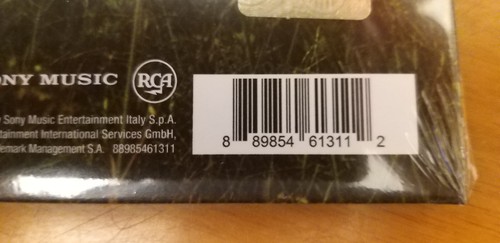 ONY MUSIC RCA
Sony Music Entertainment Italy S.p.A.
tainment International Services GmbH,
demark Management S.A. 88985461311
8 89854 61311 2